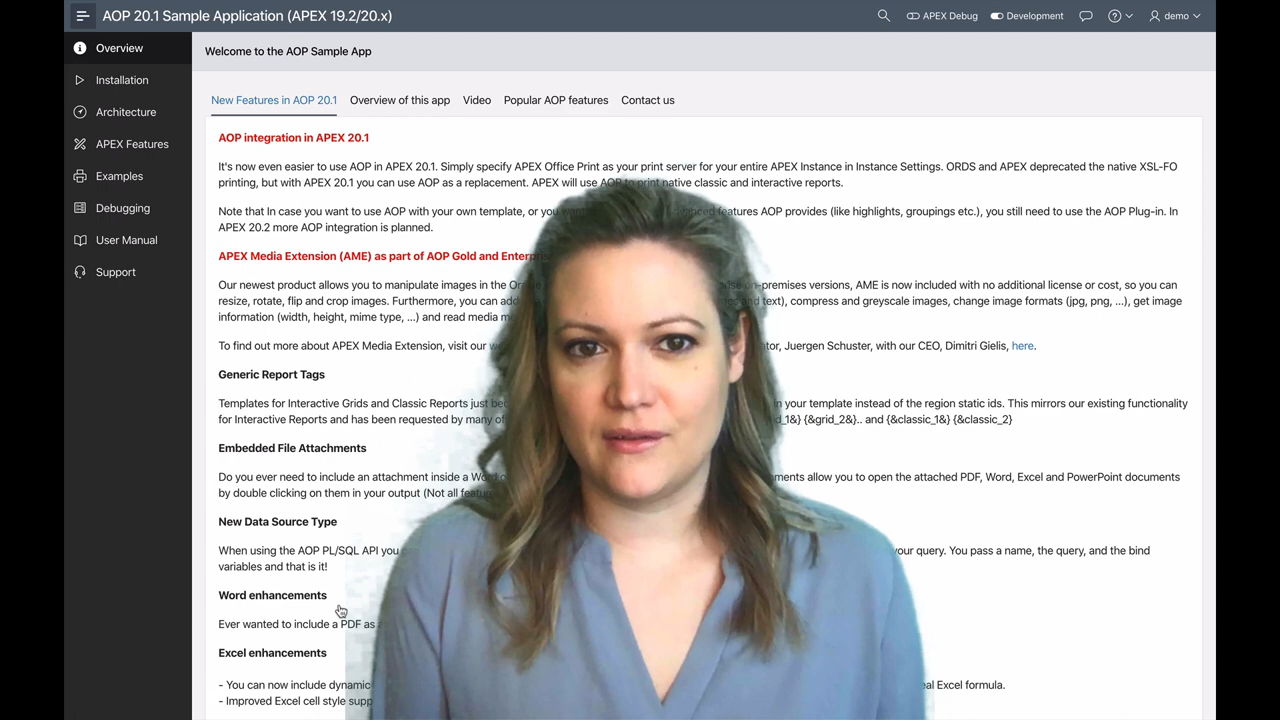 AOP 20.1 Sample Application (APEX 19.2/20.x)
APEX Debug
Development
demo
Overview
Installation
Architecture
APEX Features
Examples
Debugging
User Manual
Support
Welcome to the AOP Sample App
New Features in AOP 20.1
Overview of this app
Video
Popular AOP features
Contact us
AOP integration in APEX 20.1
It's now even easier to use AOP in APEX 20.1. Simply specify APEX Office Print as your print server for your entire APEX Instance in Instance Settings. ORDS and APEX deprecated the native XSL-FO
printing, but with APEX 20.1 you can use AOP as a replacement. APEX will use AOP to print native classic and interactive reports.
Note that In case you want to use AOP with your own template, or you want advanced features AOP provides (like highlights, groupings etc.), you still need to use the AOP Plug-in. In
APEX 20.2 more AOP integration is planned.
APEX Media Extension (AME) as part of AOP Gold and
Our newest product allows you to manipulate images in the on-premises versions, AME is now included with no additional license or cost, so you can
resize, rotate, flip and crop images. Furthermore, you can add and text), compress and greyscale images, change image formats (jpg, png, ...), get image
information (width, height, mime type, ...) and read media
To find out more about APEX Media Extension, visit our Juergen Schuster, with our CEO, Dimitri Gielis, here.
Generic Report Tags
Templates for Interactive Grids and Classic Reports just in your template instead of the region static ids. This mirrors our existing functionality
for Interactive Reports and has been requested by many {&grid_2&}.. and {&classic_1&} {&classic_2}
Embedded File Attachments
Do you ever need to include an attachment inside a allow you to open the attached PDF, Word, Excel and PowerPoint documents
by double clicking on them in your output (Not all
New Data Source Type
When using the AOP PL/SQL API you your query. You pass a name, the query, and the bind
variables and that is it!
Word enhancements
Ever wanted to include a PDF as
Excel enhancements
- You can now include dynamic Excel formula.
- Improved Excel cell style